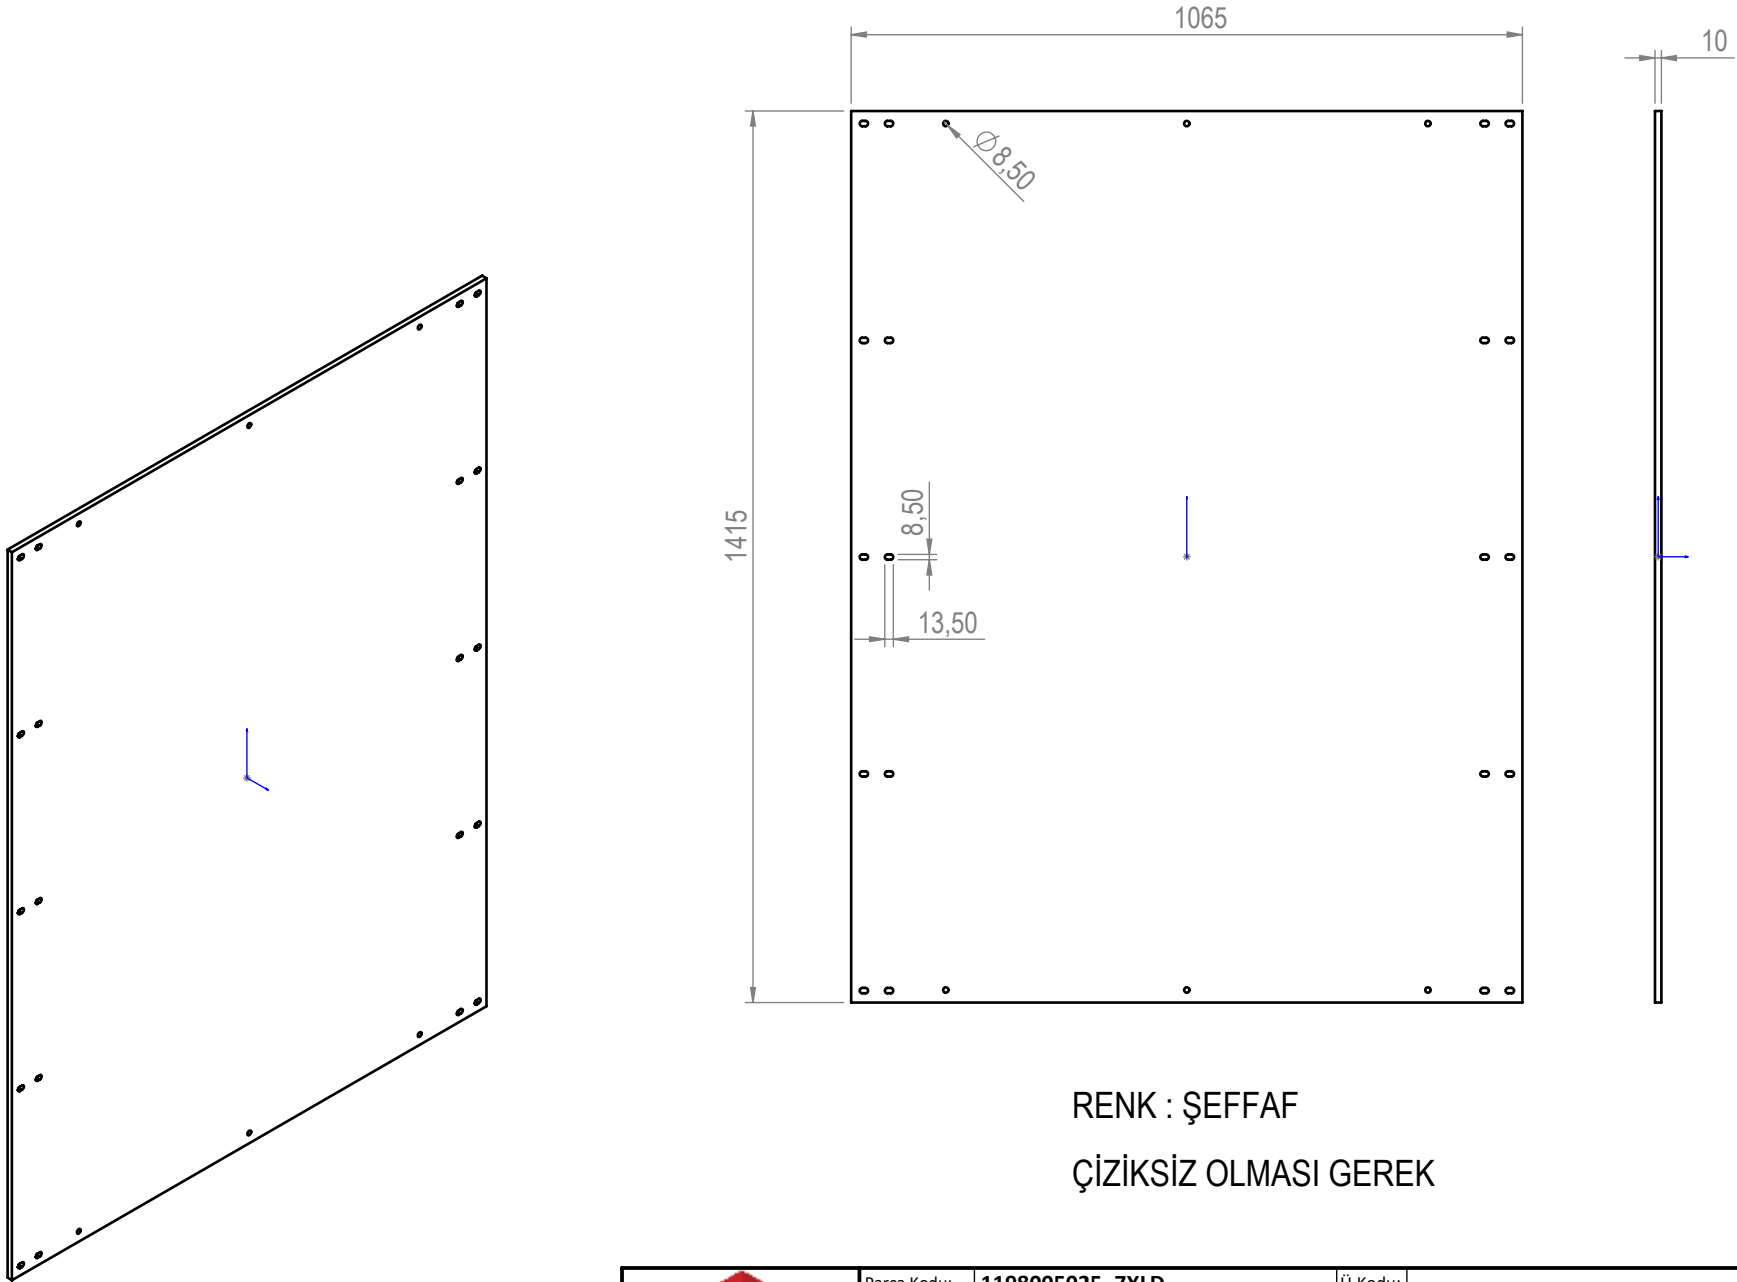 1065
10
Ø8,50
1415
8,50
13,50
RENK : ŞEFFAF
ÇİZİKSİZ OLMASI GEREK
Parça Kodu:
Ü.Kodu: